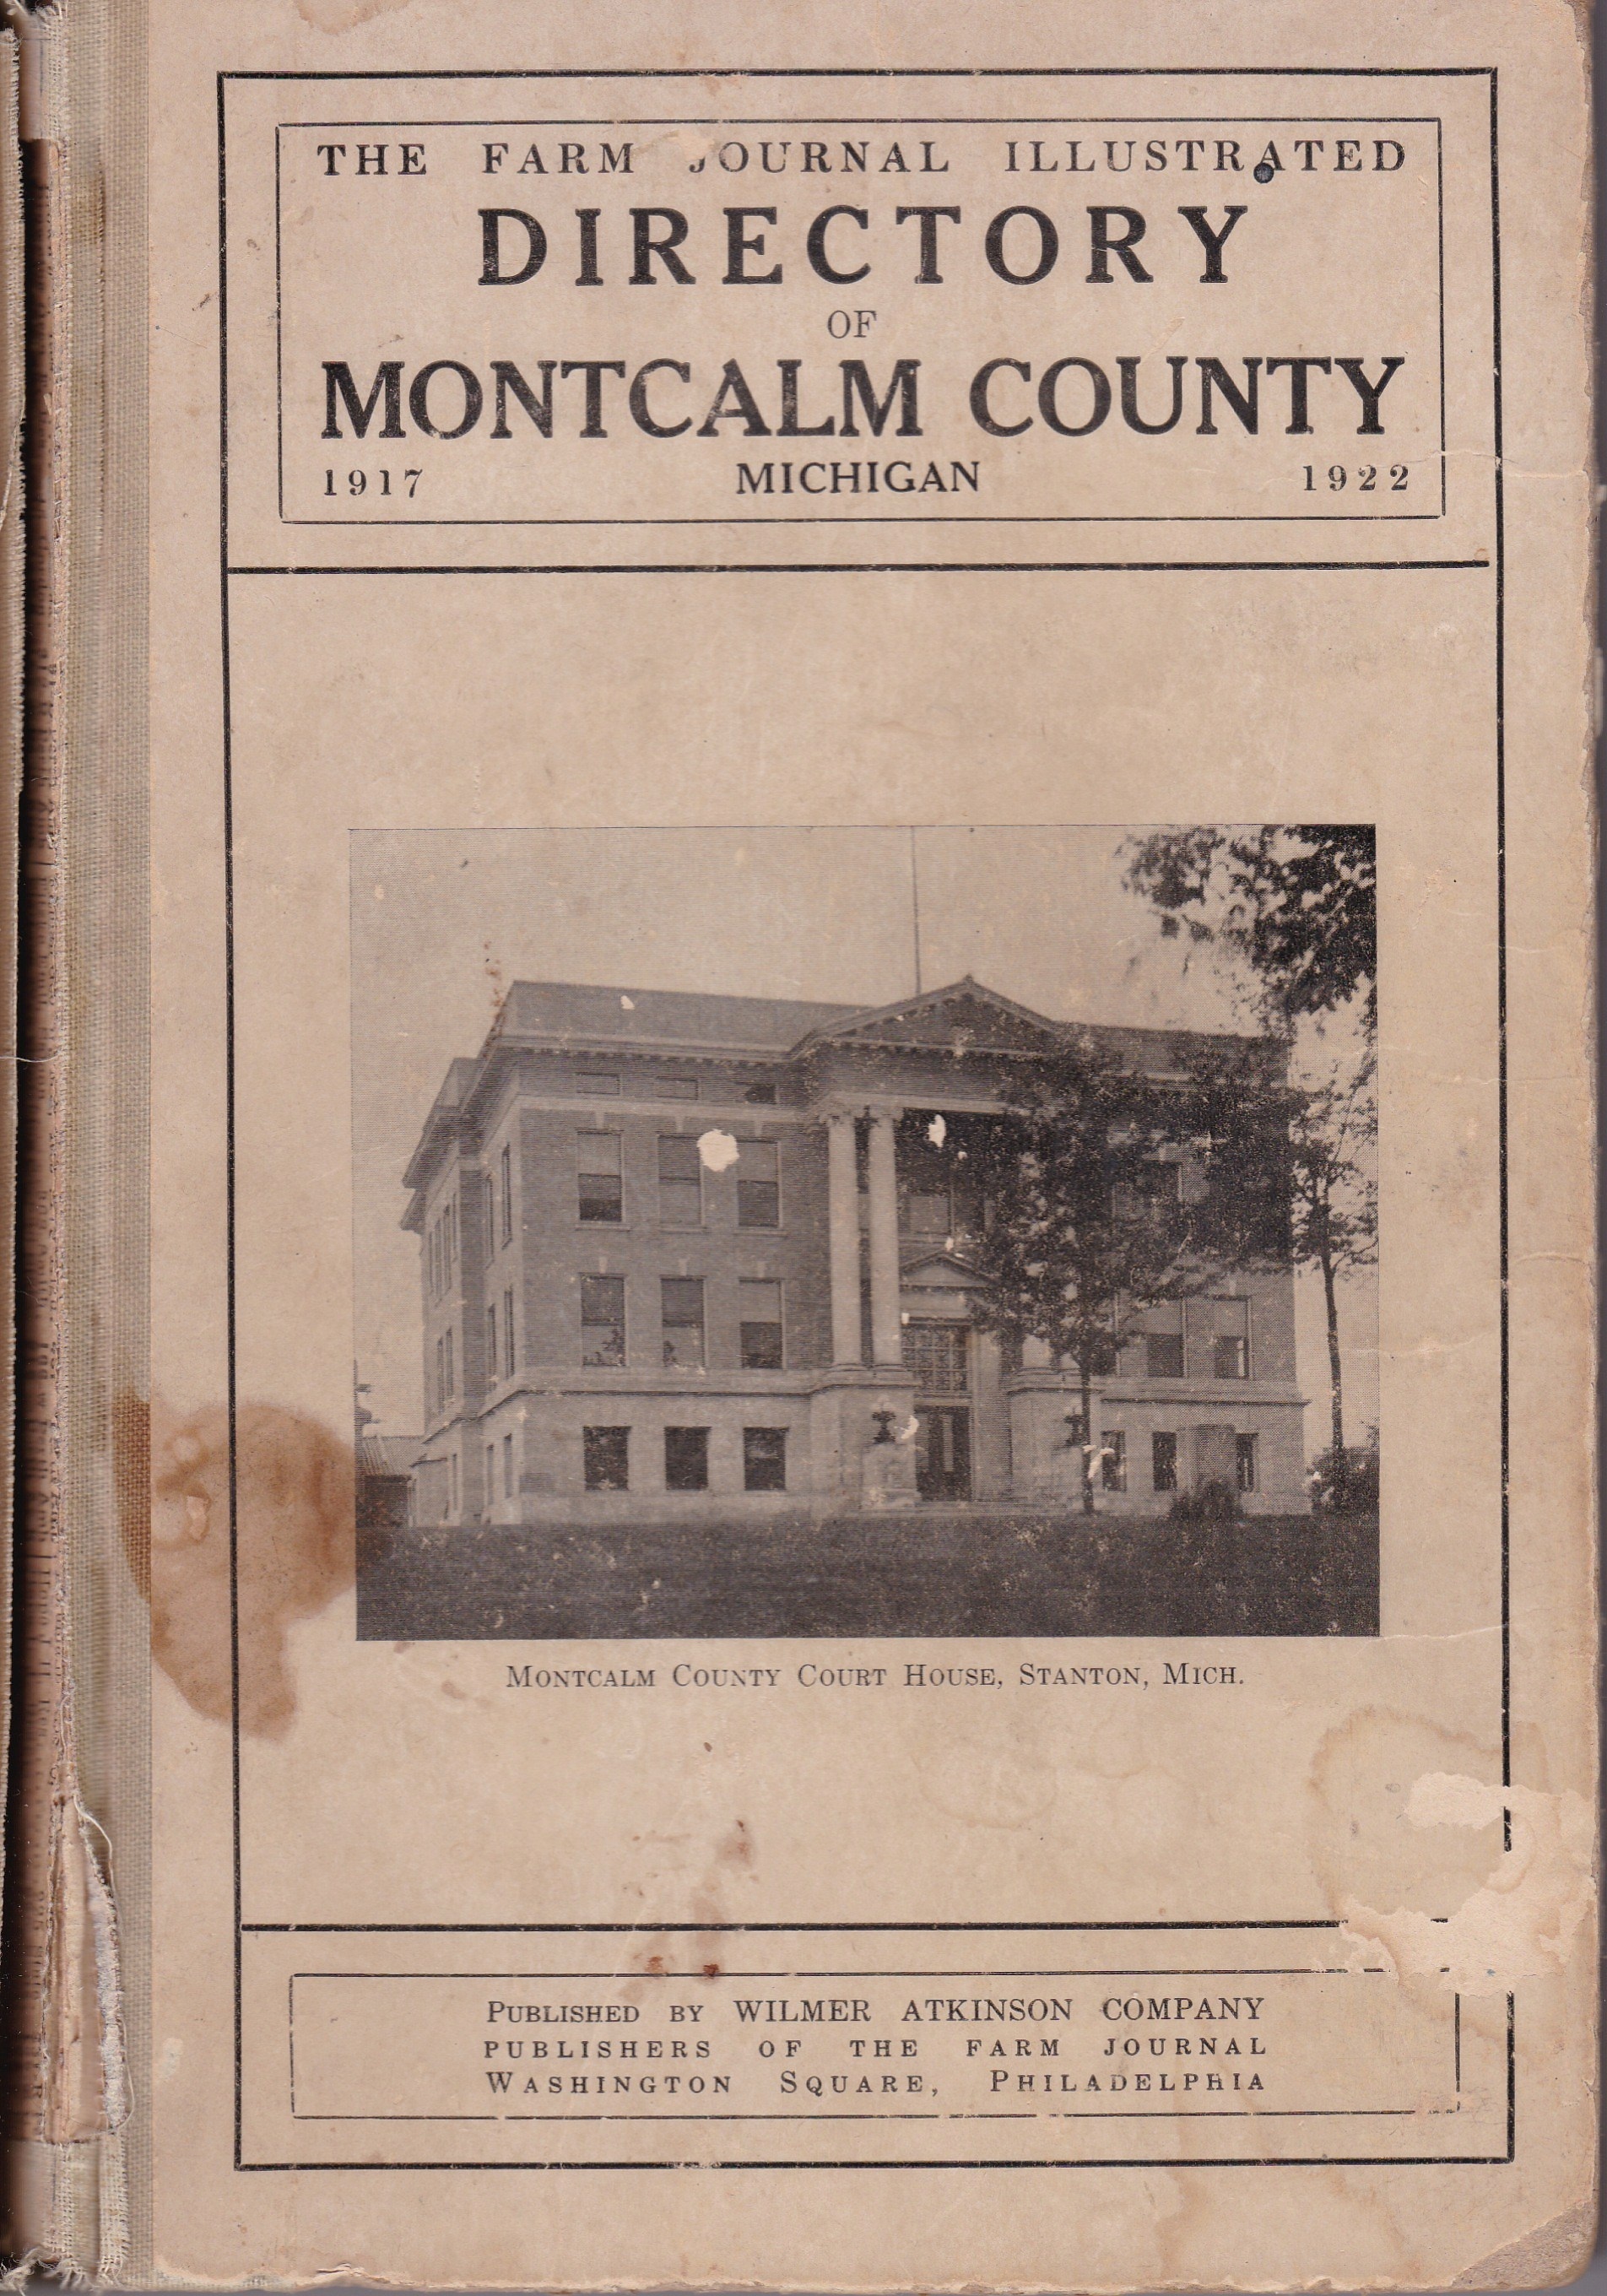 THE FARM JOURNAL ILLUSTRATED
DIRECTORY
OF
MONTCALM COUNTY
1917 MICHIGAN 1922
MONTCALM COUNTY COURT HOUSE, STANTON, MICH.
PUBLISHED BY WILMER ATKINSON COMPANY
PUBLISHERS OF THE FARM JOURNAL
WASHINGTON SQUARE, PHILADELPHIA